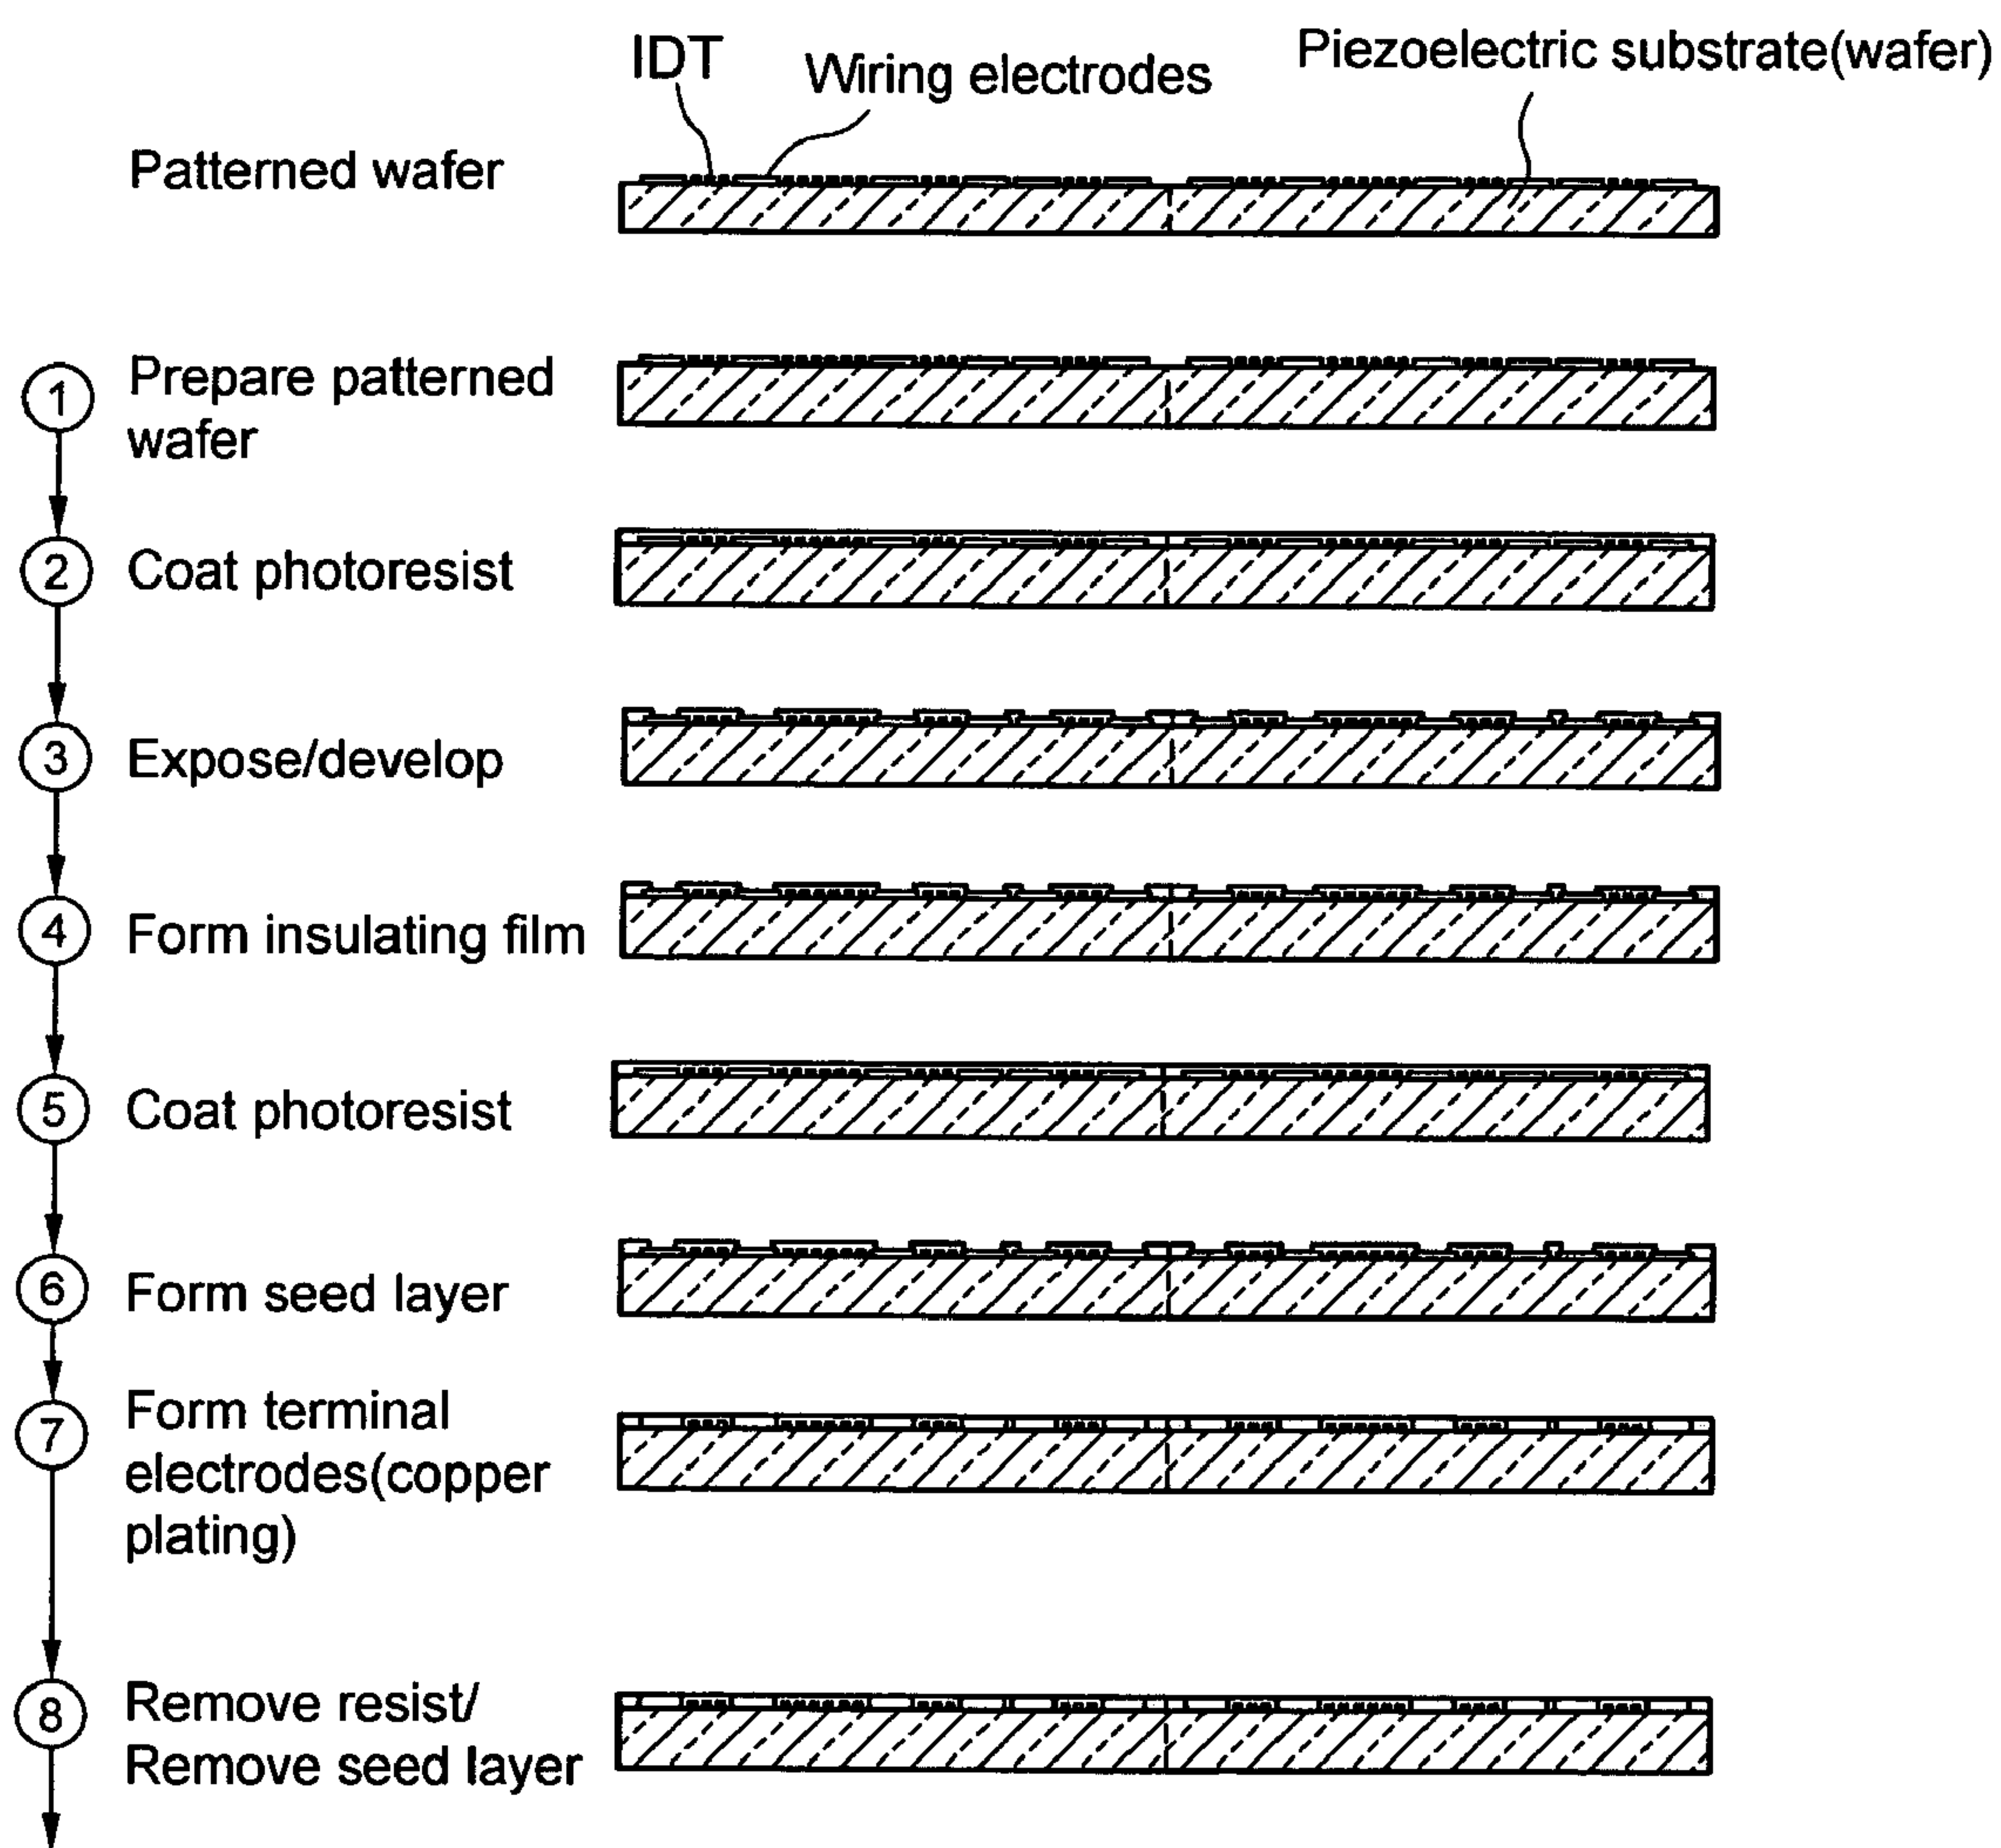 IDT
Wiring electrodes
Piezoelectric substrate(wafer)
Patterned wafer
1
Prepare patterned
wafer
2
Coat photoresist
3
Expose/develop
4
Form insulating film
5
Coat photoresist
6
Form seed layer
7
Form terminal
electrodes(copper
plating)
8
Remove resist/
Remove seed layer